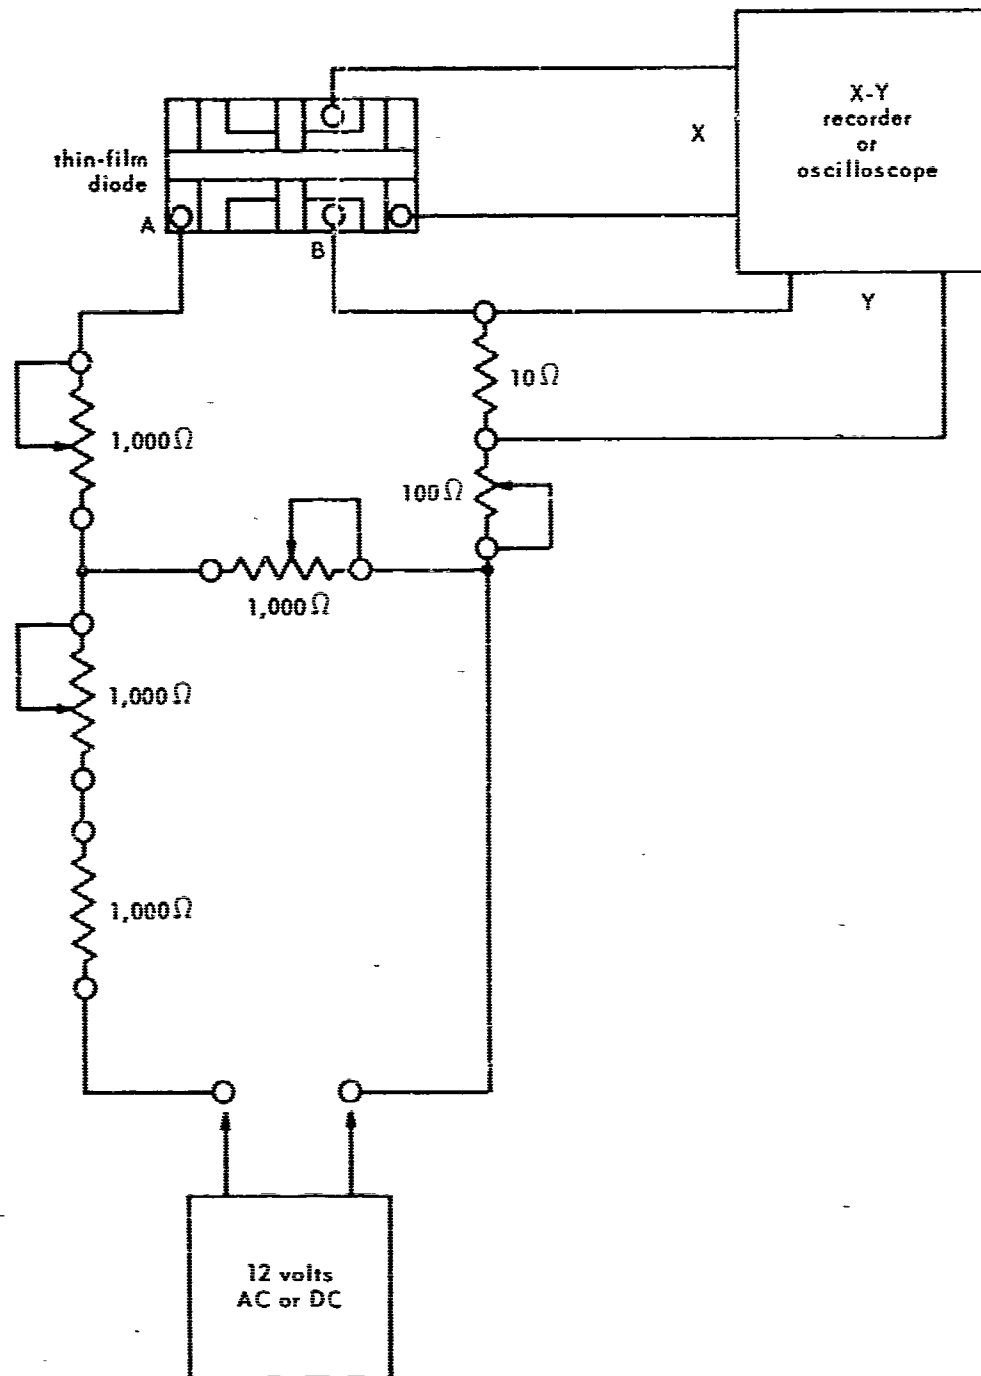 X-Y
recorder
or
oscilloscope
X
thin-film
diode
A
B
Y
10Ω
1,000Ω
100Ω
1,000Ω
1,000Ω
1,000Ω
12 volts
AC or DC